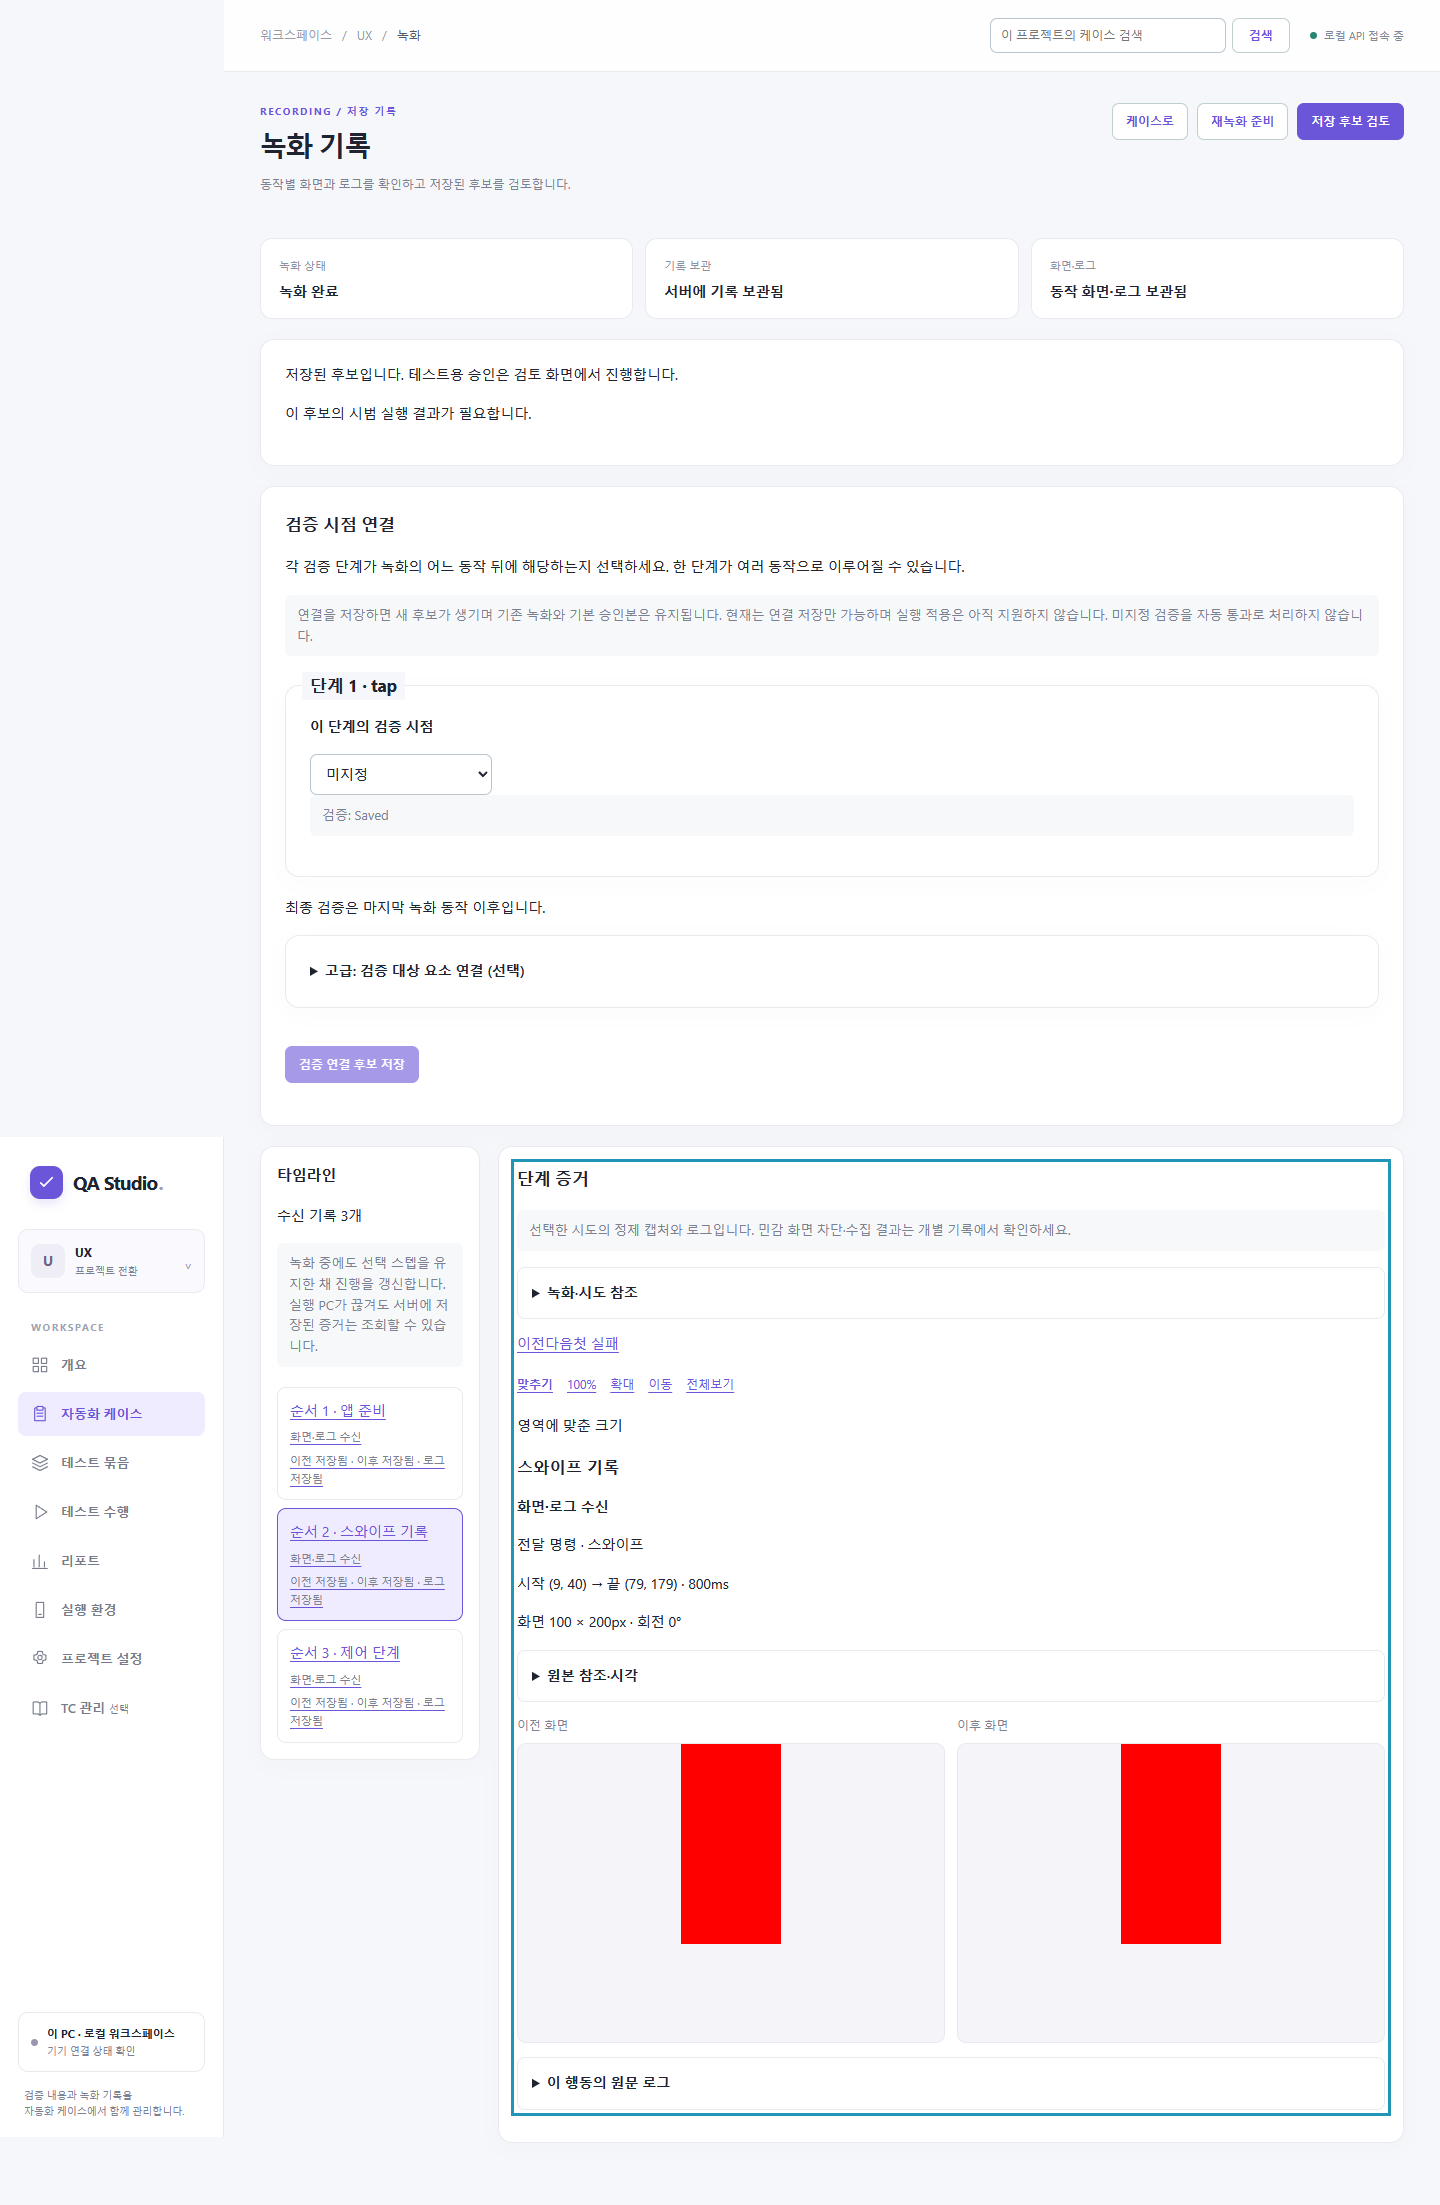 워크스페이스 / UX / 녹화
이 프로젝트의 케이스 검색
검색
로컬 API 접속 중
RECORDING / 저장 기록
녹화 기록
동작별 화면과 로그를 확인하고 저장된 후보를 검토합니다.
케이스로
재녹화 준비
저장 후보 검토
녹화 상태
녹화 완료
기록 보관
서버에 기록 보관됨
화면·로그
동작 화면·로그 보관됨
저장된 후보입니다. 테스트용 승인은 검토 화면에서 진행합니다.
이 후보의 시범 실행 결과가 필요합니다.
검증 시점 연결
각 검증 단계가 녹화의 어느 동작 뒤에 해당하는지 선택하세요. 한 단계가 여러 동작으로 이루어질 수 있습니다.
연결을 저장하면 새 후보가 생기며 기존 녹화와 기본 승인본은 유지됩니다. 현재는 연결 저장만 가능하며 실행 적용은 아직 지원하지 않습니다. 미지정 검증을 자동 통과로 처리하지 않습니
다.
단계 1 · tap
이 단계의 검증 시점
미지정
검증: Saved
최종 검증은 마지막 녹화 동작 이후입니다.
▶ 고급: 검증 대상 요소 연결 (선택)
검증 연결 후보 저장
QA Studio.
U
UX
프로젝트 전환
v
WORKSPACE
개요
자동화 케이스
테스트 묶음
테스트 수행
리포트
실행 환경
프로젝트 설정
TC 관리 선택
이 PC · 로컬 워크스페이스
기기 연결 상태 확인
검증 내용과 녹화 기록을
자동화 케이스에서 함께 관리합니다.
타임라인
수신 기록 3개
녹화 중에도 선택 스텝을 유
지한 채 진행을 갱신합니다.
실행 PC가 끊겨도 서버에 저
장된 증거는 조회할 수 있습
니다.
순서 1 · 앱 준비
화면·로그 수신
이전 저장됨 · 이후 저장됨 · 로그
저장됨
순서 2 · 스와이프 기록
화면·로그 수신
이전 저장됨 · 이후 저장됨 · 로그
저장됨
순서 3 · 제어 단계
화면·로그 수신
이전 저장됨 · 이후 저장됨 · 로그
저장됨
단계 증거
선택한 시도의 정제 캡처와 로그입니다. 민감 화면 차단·수집 결과는 개별 기록에서 확인하세요.
▶ 녹화·시도 참조
이전다음첫 실패
맞추기 100% 확대 이동 전체보기
영역에 맞춘 크기
스와이프 기록
화면·로그 수신
전달 명령 · 스와이프
시작 (9, 40) → 끝 (79, 179) · 800ms
화면 100 × 200px · 회전 0°
▶ 원본 참조·시각
이전 화면
이후 화면
▶ 이 행동의 원문 로그